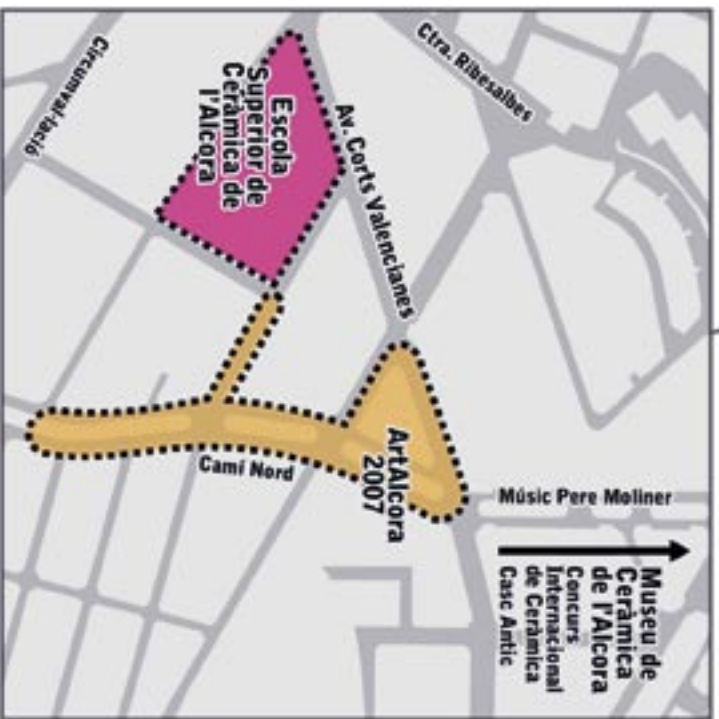 Circumval·lació
Escola
Superior de
Ceràmica de
l'Alcora
Av. Corts Valencianes
Ctra. Ribesalbes
ArtAlcora
2007
Camí Nord
Músic Pere Moliner
Museu de
Ceràmica
de l'Alcora
Concurs
Internacional
de Ceràmica
Casc Antic